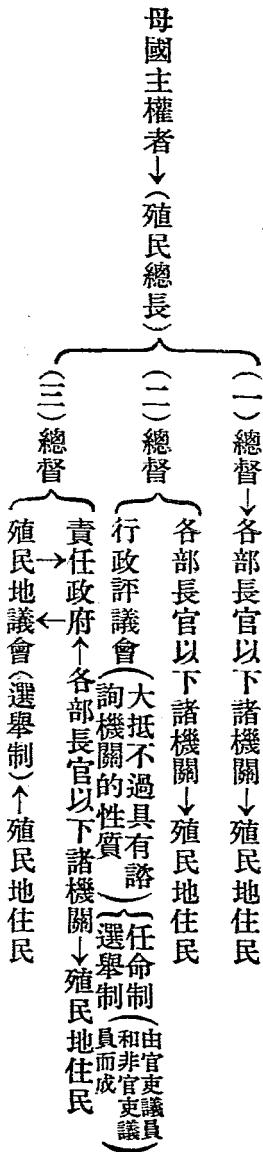 母國主權者↓(殖民總長)
(一)總督↓各部長官以下諸機關↓殖民地住民
(二)總督
各部長官以下諸機關↓殖民地住民
行政評議會(大抵不過具有諮
詢機關的性質)
任命制(由官吏議員
和非官吏議
員而成)
選舉制
(三)總督
責任政府↑各部長官以下諸機關↓殖民地住民
→←
殖民地議會(選舉制)↑殖民地住民